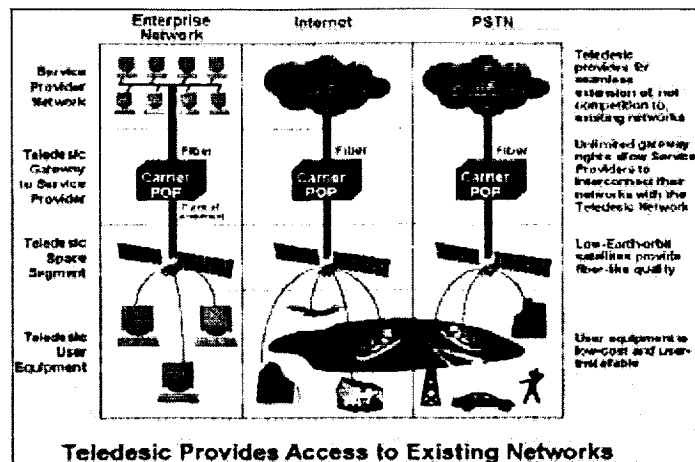 Enterprise
Network
Internet
PSTN
Service
Provider
Network
Teledesic
provides for
seamless
extension of, not
competition to
existing networks
Fiber
Fiber
Fiber
Teledesic
Gateway
to Service
Provider
Carrier
POP
Carrier
POP
Carrier
POP
Unlimited gateway
rights allow Service
Providers to
Interconnect their
networks with the
Teledesic Network
Teledesic
Space
Segment
Low-Earth-orbit
satellites provide
fiber-like quality
Teledesic
User
Equipment
User equipment is
low-cost and user-
installable
Teledesic Provides Access to Existing Networks